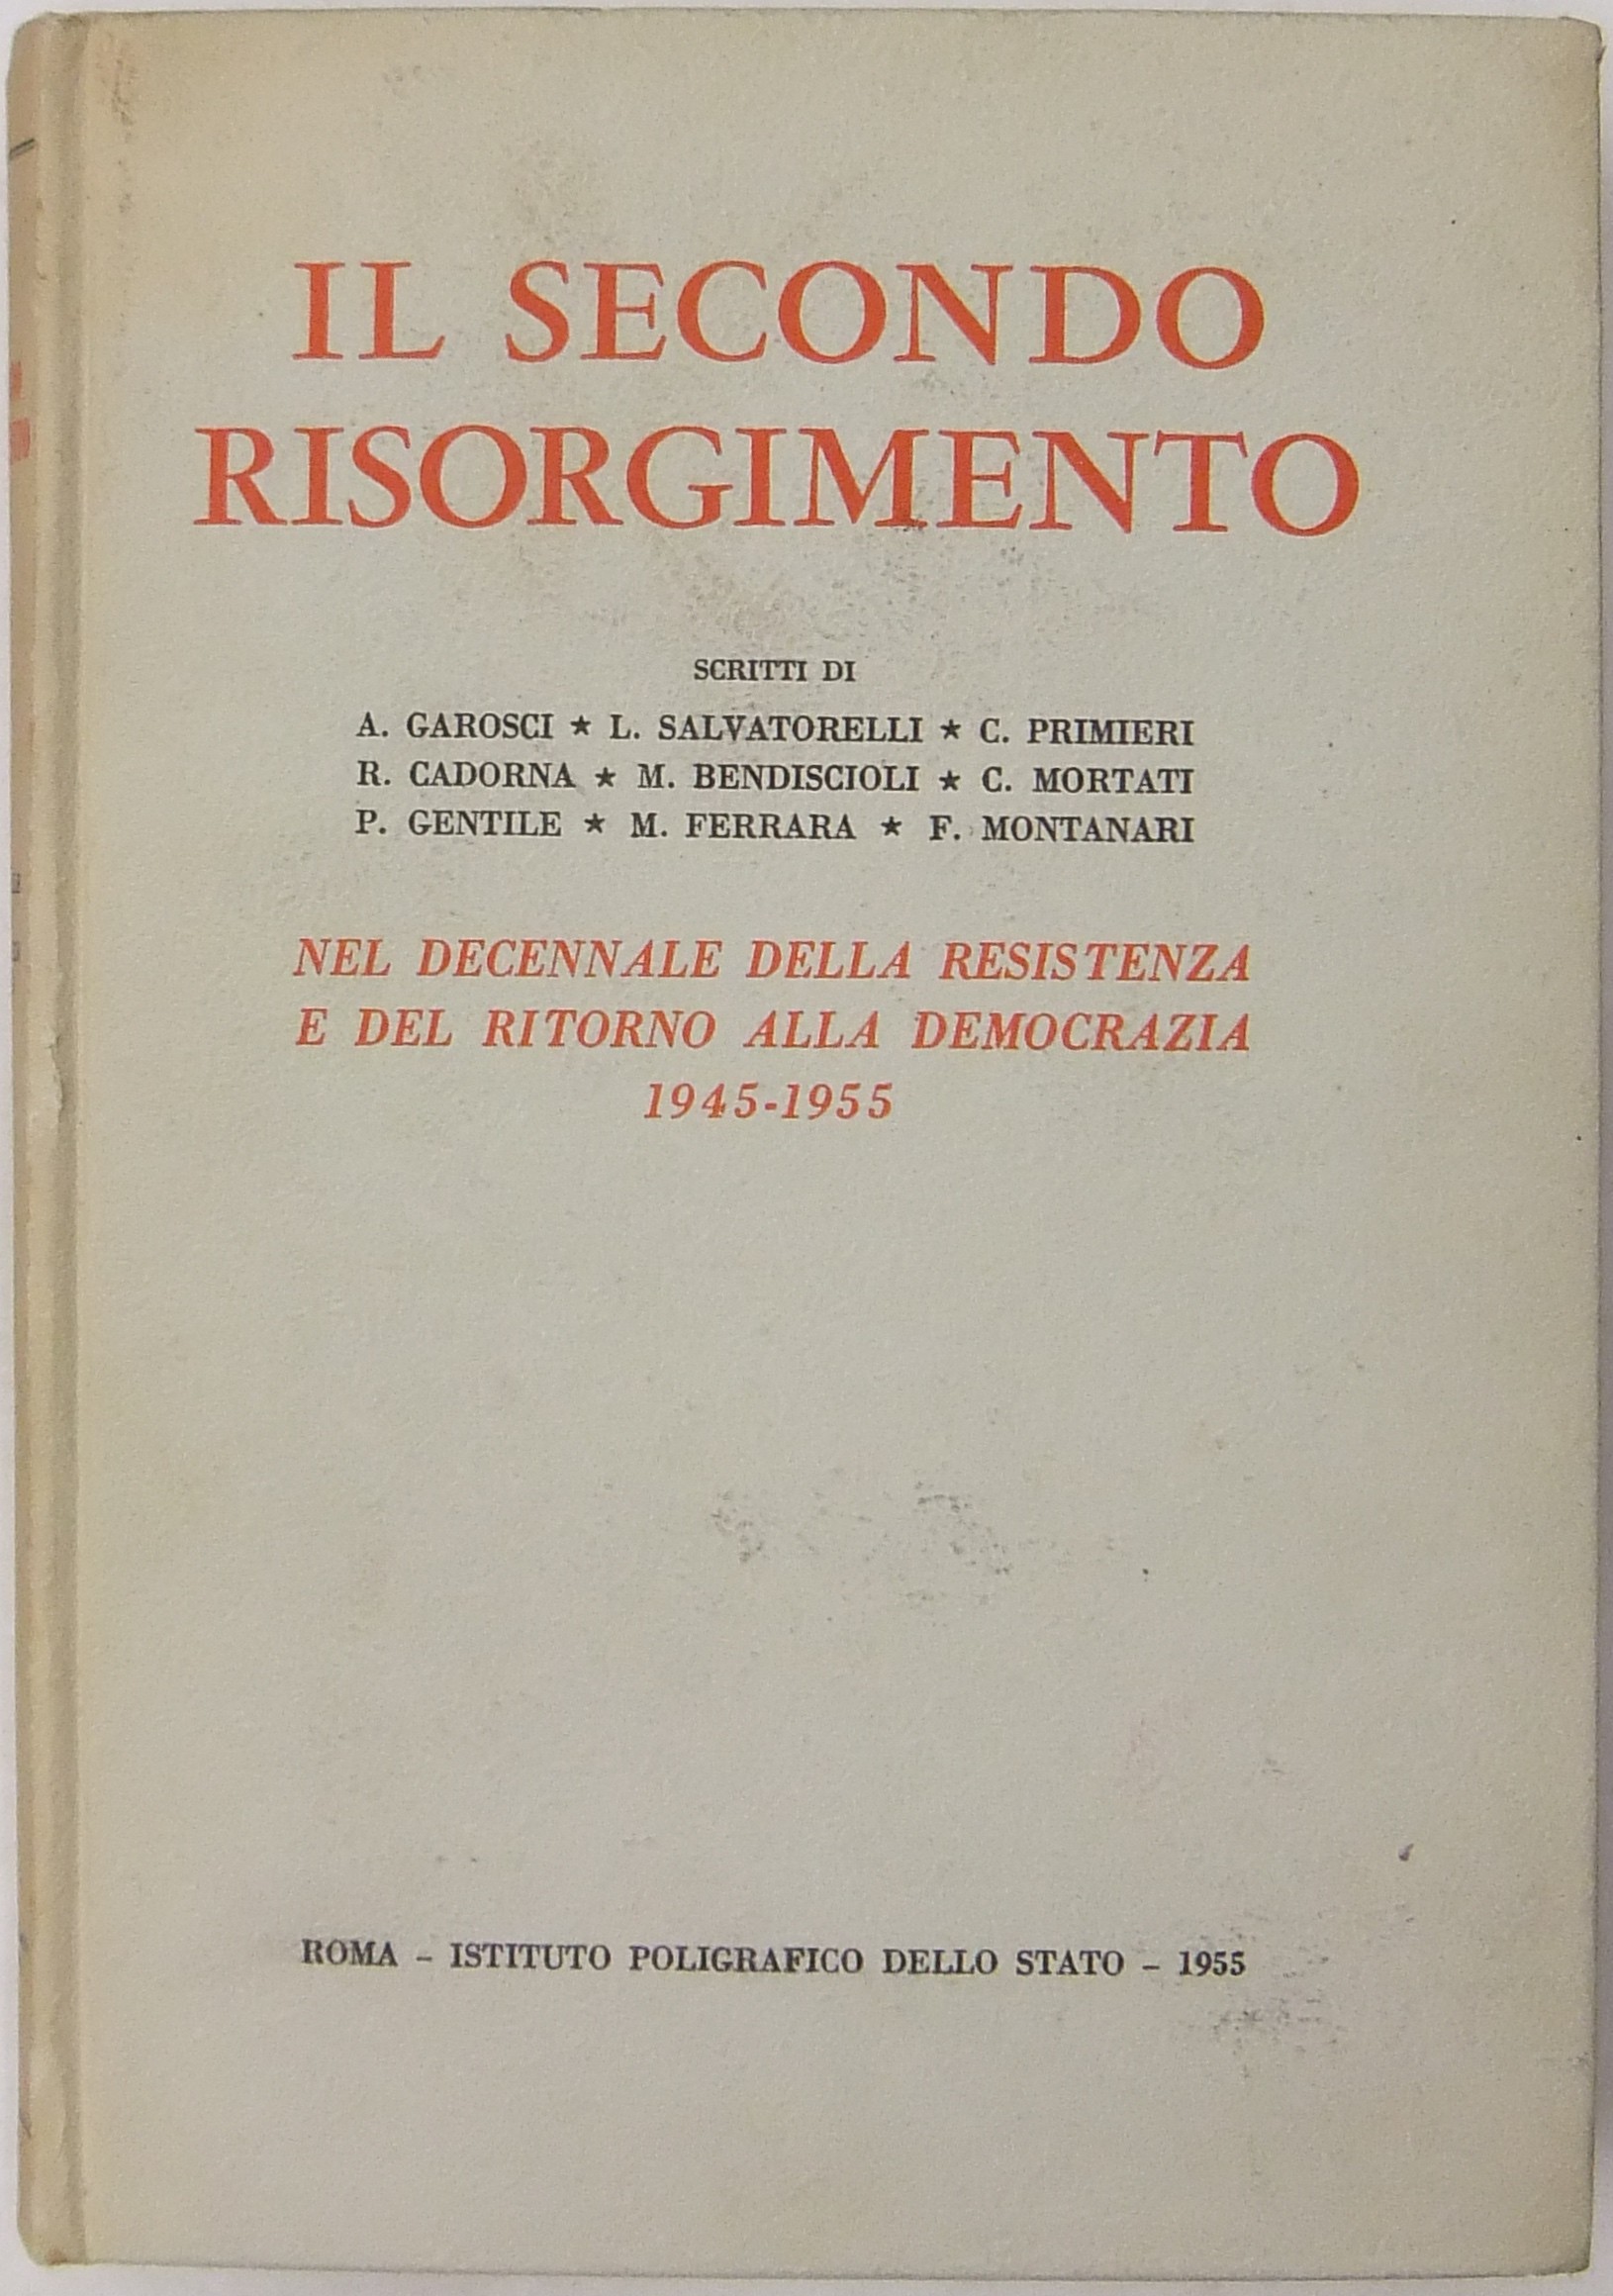 IL SECONDO
RISORGIMENTO
SCRITTI DI
A. GAROSCI ★ L. SALVATORELLI ★ C. PRIMIERI
R. CADORNA ★ M. BENDISCIOLI ★ C. MORTATI
P. GENTILE ★ M. FERRARA ★ F. MONTANARI
NEL DECENNALE DELLA RESISTENZA
E DEL RITORNO ALLA DEMOCRAZIA
1945-1955
ROMA – ISTITUTO POLIGRAFICO DELLO STATO – 1955